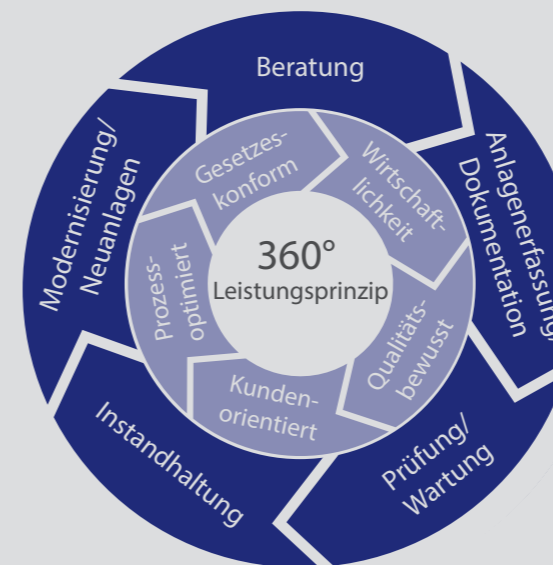 Beratung
Anlagenerfassung/
Dokumentation
Prüfung/
Wartung
Instandhaltung
Modernisierung/
Neuanlagen
Gesetzes-
konform
Wirtschaft-
lichkeit
Qualitäts-
bewusst
Kunden-
orientiert
Prozess-
optimiert
360°
Leistungsprinzip